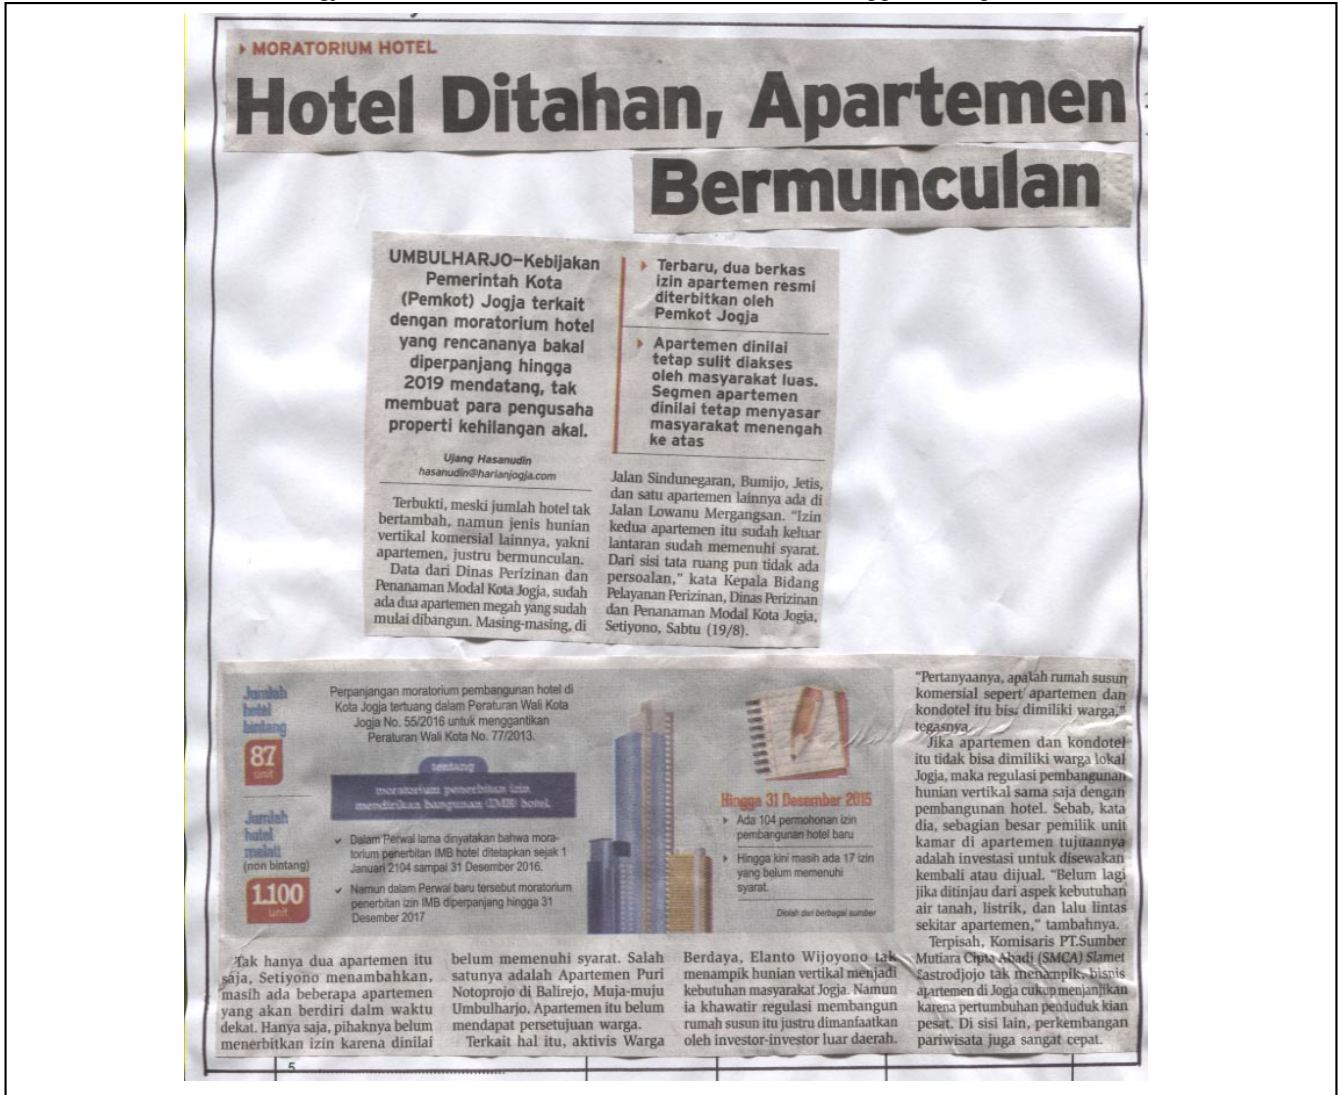 ▸ MORATORIUM HOTEL
Hotel Ditahan, Apartemen
Bermunculan
UMBULHARJO—Kebijakan
Pemerintah Kota
(Pemkot) Jogja terkait
dengan moratorium hotel
yang rencananya bakal
diperpanjang hingga
2019 mendatang, tak
membuat para pengusaha
properti kehilangan akal.
Ujang Hasanudin
hasanudin@harianjogja.com
Terbukti, meski jumlah hotel tak
bertambah, namun jenis hunian
vertikal komersial lainnya, yakni
apartemen, justru bermunculan.
Data dari Dinas Perizinan dan
Penanaman Modal Kota Jogja, sudah
ada dua apartemen megah yang sudah
mulai dibangun. Masing-masing, di
▸ Terbaru, dua berkas
izin apartemen resmi
diterbitkan oleh
Pemkot Jogja
▸ Apartemen dinilai
tetap sulit diakses
oleh masyarakat luas.
Segmen apartemen
dinilai tetap menyasar
masyarakat menengah
ke atas
Jalan Sindunegaran, Bumijo, Jetis,
dan satu apartemen lainnya ada di
Jalan Lowanu Mergangsan. “Izin
kedua apartemen itu sudah keluar
lantaran sudah memenuhi syarat.
Dari sisi tata ruang pun tidak ada
persoalan,” kata Kepala Bidang
Pelayanan Perizinan, Dinas Perizinan
dan Penanaman Modal Kota Jogja,
Setiyono, Sabtu (19/8).
Jumlah
hotel
bintang
87
unit
Jumlah
hotel
melati
(non bintang)
1.100
unit
Perpanjangan moratorium pembangunan hotel di
Kota Jogja tertuang dalam Peraturan Wali Kota
Jogja No. 55/2016 untuk menggantikan
Peraturan Wali Kota No. 77/2013.
tentang
moratorium penerbitan izin
mendirikan bangunan (IMB) hotel.
✓ Dalam Perwal lama dinyatakan bahwa mora-
torium penerbitan IMB hotel ditetapkan sejak 1
Januari 2104 sampai 31 Desember 2016.
✓ Namun dalam Perwal baru tersebut moratorium
penerbitan izin IMB diperpanjang hingga 31
Desember 2017
Hingga 31 Desember 2015
▸ Ada 104 permohonan izin
pembangunan hotel baru
▸ Hingga kini masih ada 17 izin
yang belum memenuhi
syarat.
Diolah dari berbagai sumber
Tak hanya dua apartemen itu
saja, Setiyono menambahkan,
masih ada beberapa apartemen
yang akan berdiri dalm waktu
dekat. Hanya saja, pihaknya belum
menerbitkan izin karena dinilai
belum memenuhi syarat. Salah
satunya adalah Apartemen Puri
Notoprojo di Balirejo, Muja-muju
Umbulharjo. Apartemen itu belum
mendapat persetujuan warga.
Terkait hal itu, aktivis Warga
Berdaya, Elanto Wijoyono tak
menampik hunian vertikal menjadi
kebutuhan masyarakat Jogja. Namun
ia khawatir regulasi membangun
rumah susun itu justru dimanfaatkan
oleh investor-investor luar daerah.
“Pertanyaanya, apalah rumah susun
komersial sepert apartemen dan
kondotel itu bisa dimiliki warga,”
tegasnya
Jika apartemen dan kondotel
itu tidak bisa dimiliki warga lokal
Jogja, maka regulasi pembangunan
hunian vertikal sama saja dengan
pembangunan hotel. Sebab, kata
dia, sebagian besar pemilik unit
kamar di apartemen tujuannya
adalah investasi untuk disewakan
kembali atau dijual. “Belum lagi
jika ditinjau dari aspek kebutuhan
air tanah, listrik, dan lalu lintas
sekitar apartemen,” tambahnya.
Terpisah, Komisaris PT.Sumber
Mutiara Cipta Abadi (SMCA) Slamet
Sastrodjojo tak menampik, bisnis
apartemen di Jogja cukup menjanjikan
karena pertumbuhan penduduk kian
pesat. Di sisi lain, perkembangan
pariwisata juga sangat cepat.
5